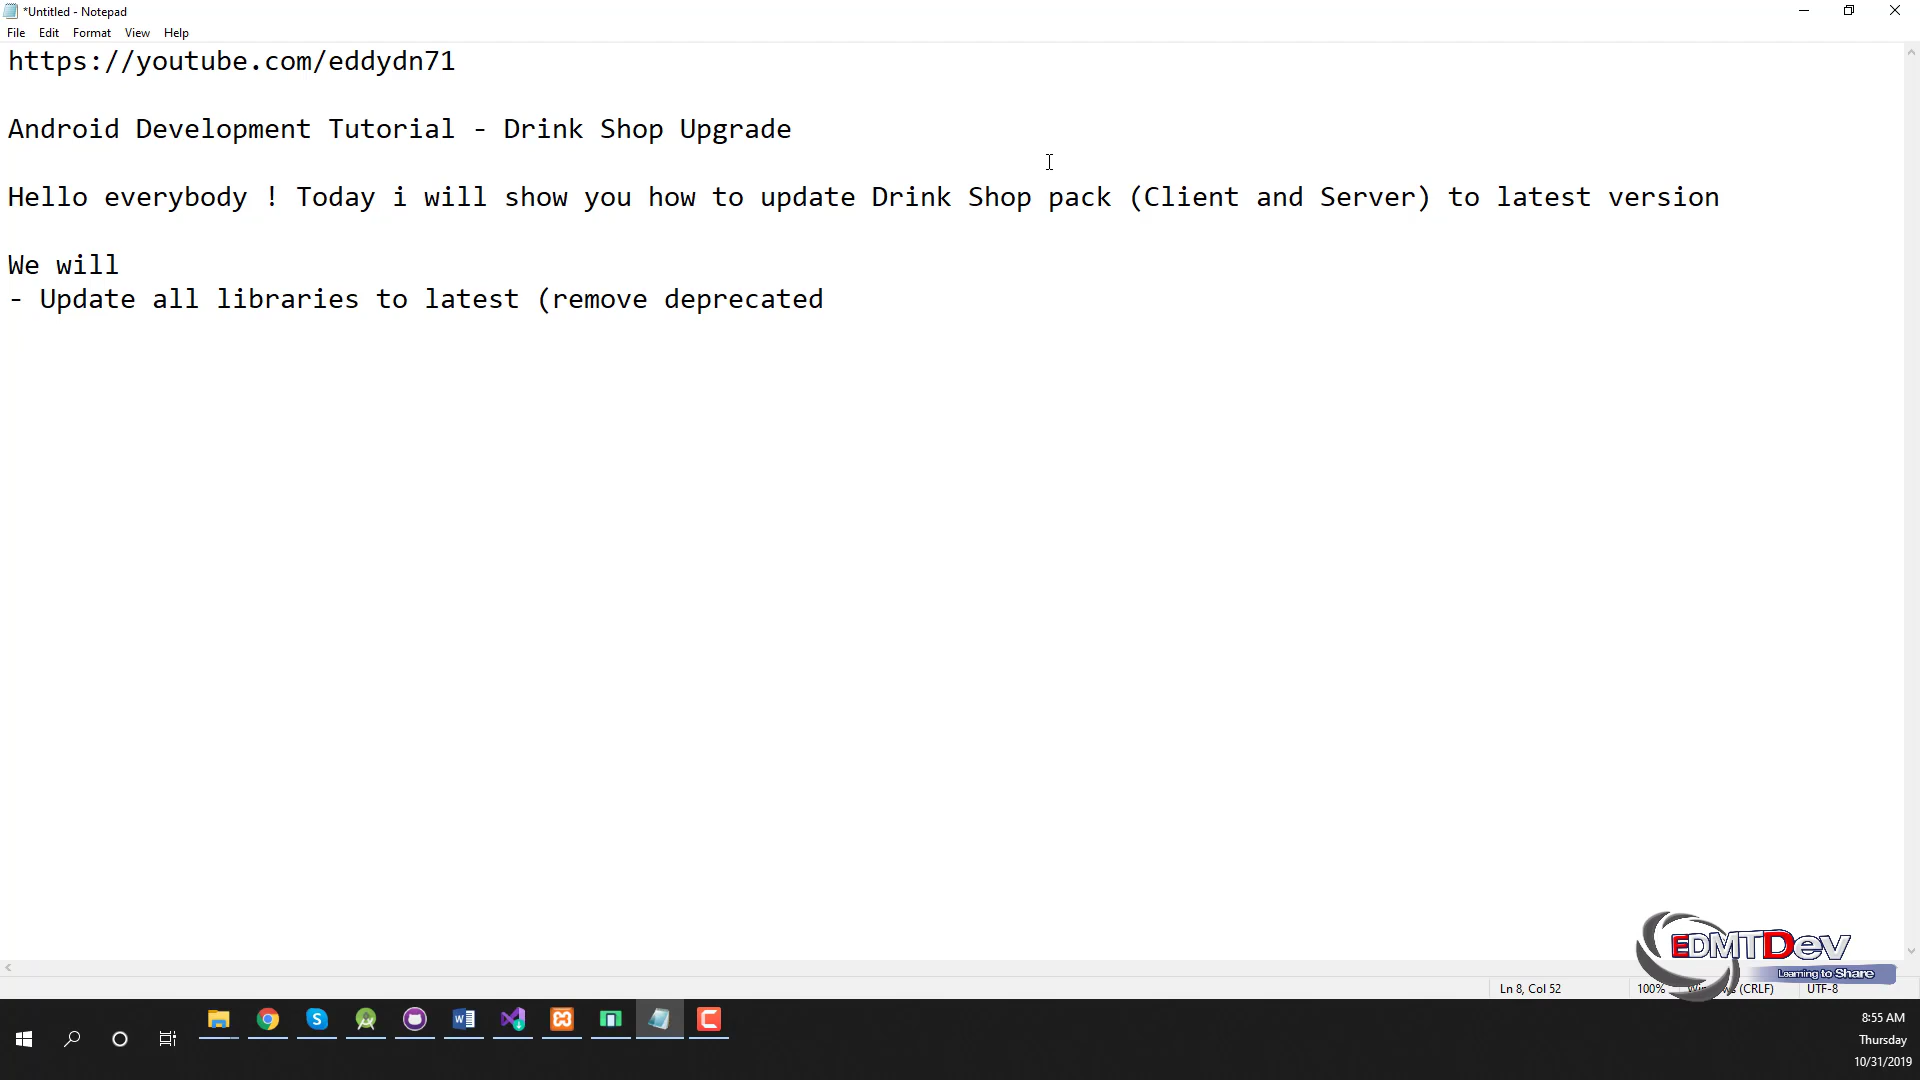 *Untitled - Notepad
File Edit Format View Help
https://youtube.com/eddydn71
Android Development Tutorial - Drink Shop Upgrade
Hello everybody ! Today i will show you how to update Drink Shop pack (Client and Server) to latest version
We will
- Update all libraries to latest (remove deprecated
EDMTDev
Learning to Share
Ln 8, Col 52 100% (CRLF) UTF-8
8:55 AM
Thursday
10/31/2019